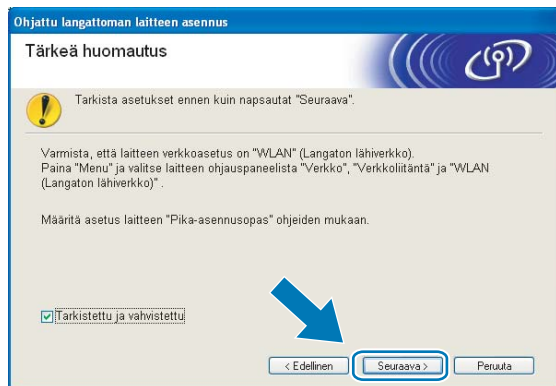 Ohjattu langattoman laitteen asennus
Tärkeä huomautus
Tarkista asetukset ennen kuin napsautat "Seuraava".
Varmista, että laitteen verkkoasetus on "WLAN" (Langaton lähiverkko).
Paina "Menu" ja valitse laitteen ohjauspaneelista "Verkko", "Verkkoliitäntä" ja "WLAN
(Langaton lähiverkko)" .
Määritä asetus laitteen "Pika-asennusopas" ohjeiden mukaan.
Tarkistettu ja vahvistettu
< Edellinen
Seuraava >
Peruuta